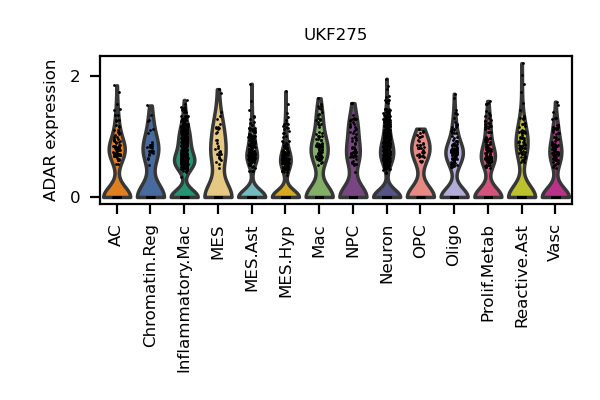 UKF275
ADAR expression
2
0
AC
Chromatin.Reg
Inflammatory.Mac
MES
MES.Ast
MES.Hyp
Mac
NPC
Neuron
OPC
Oligo
Prolif.Metab
Reactive.Ast
Vasc